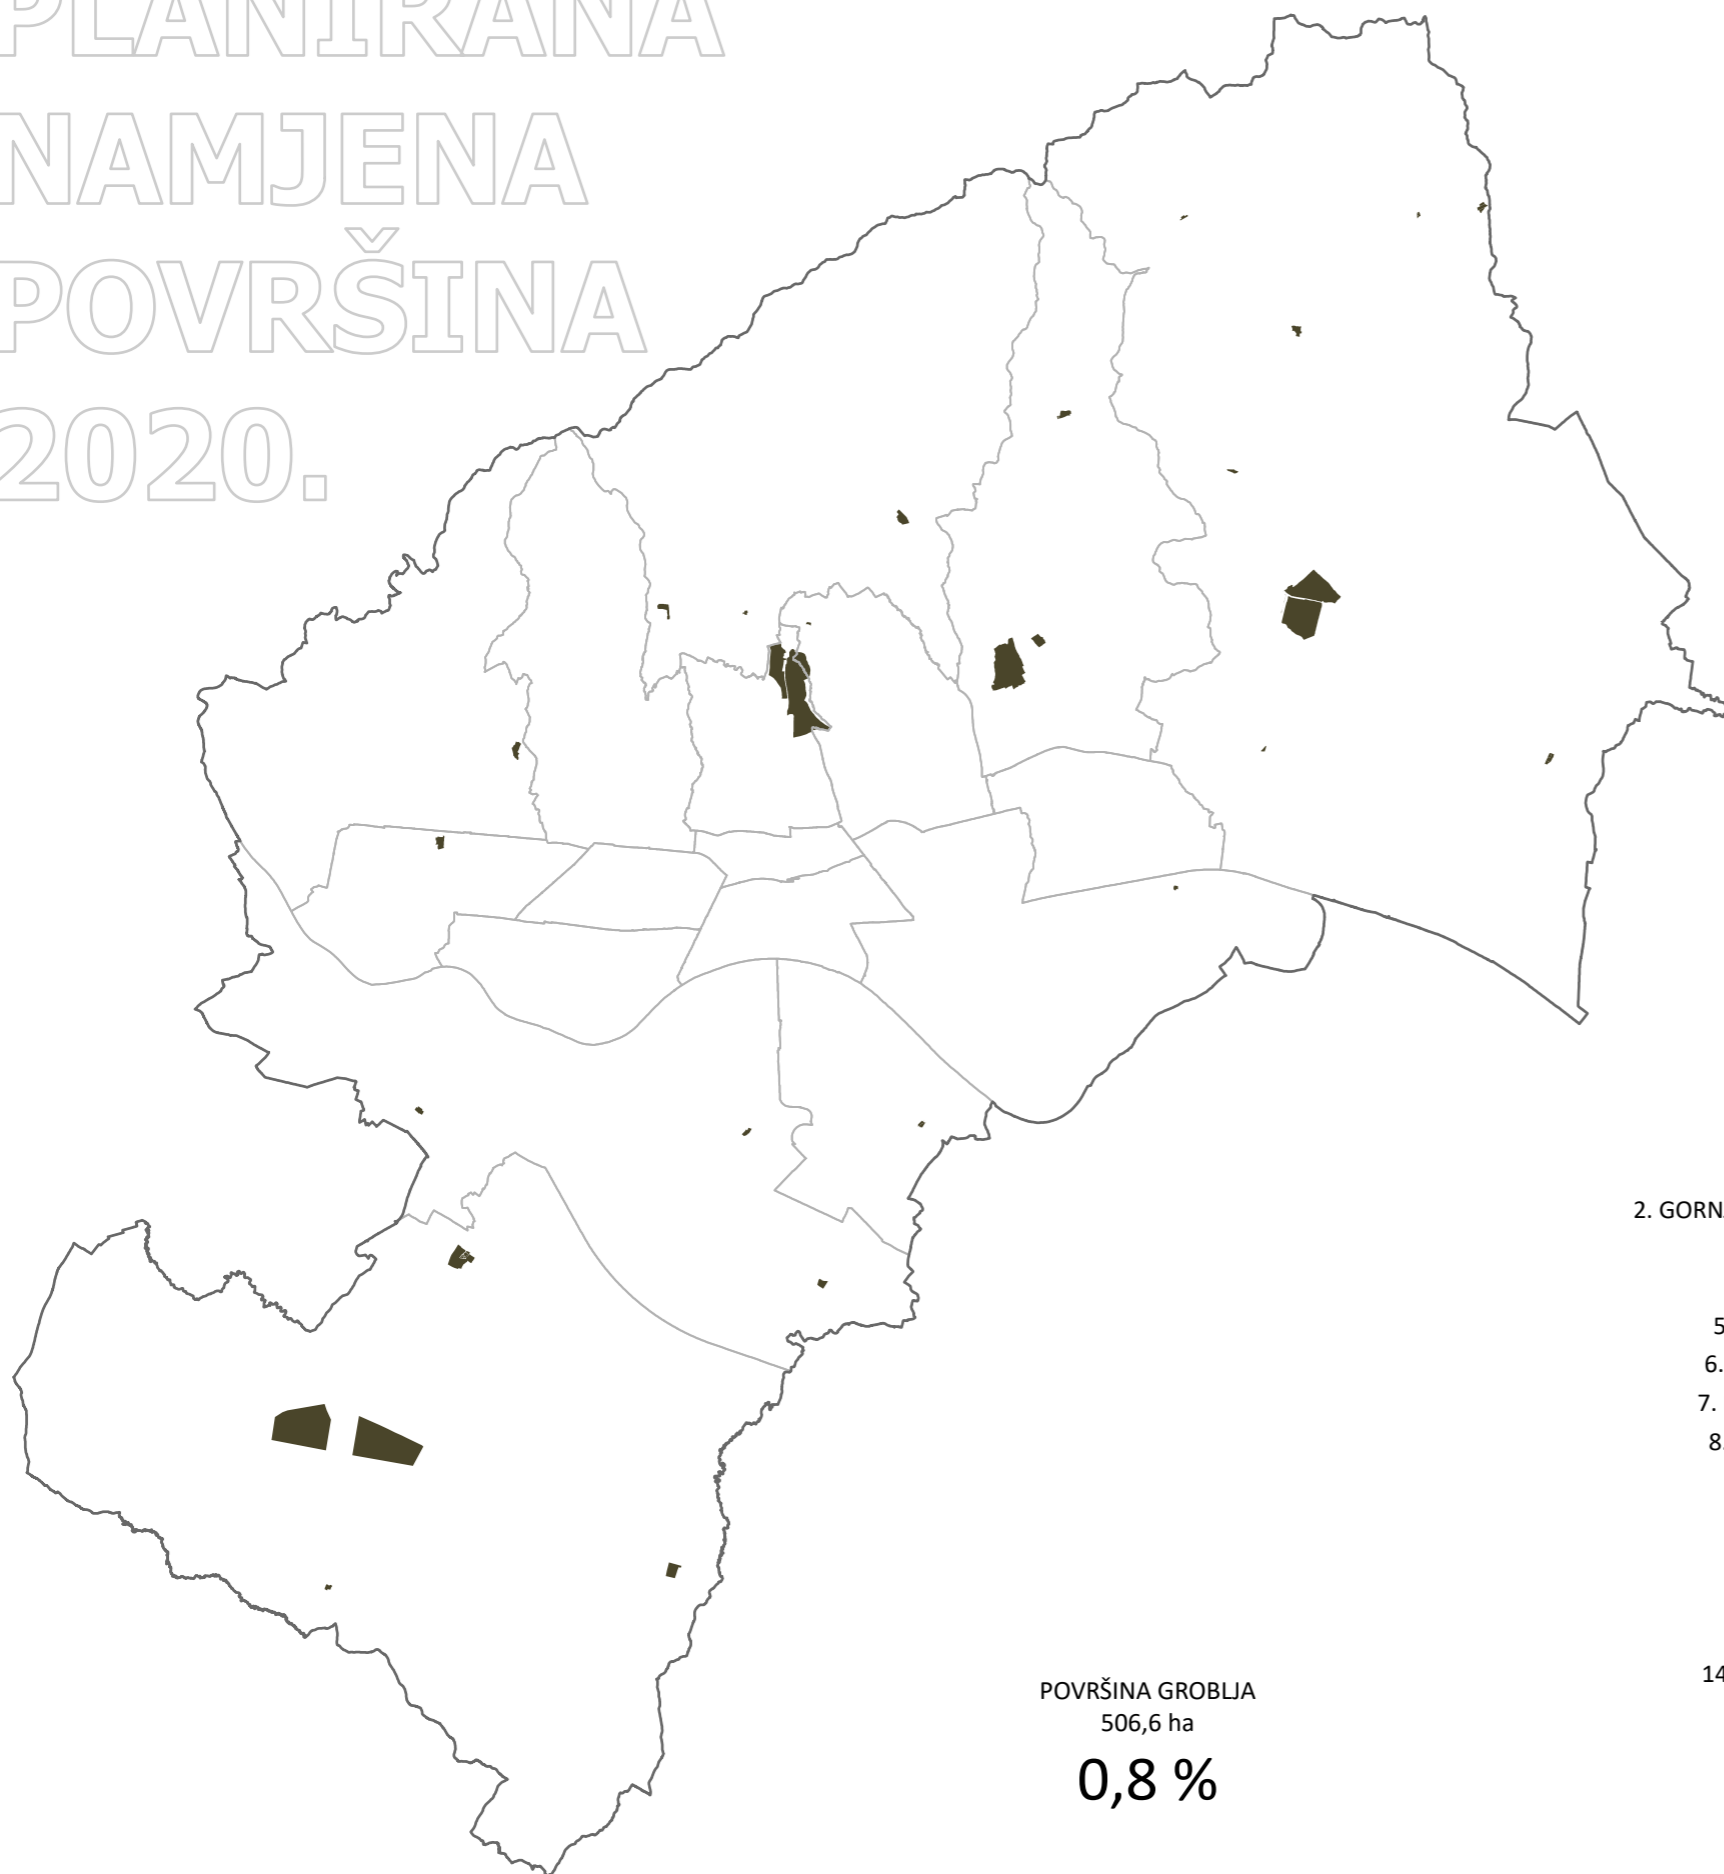 PLANIRANA
NAMJENA
POVRŠINA
2020.
2. GORN
5
6.
7.
8.
14
POVRŠINA GROBLJA
506,6 ha
0,8 %